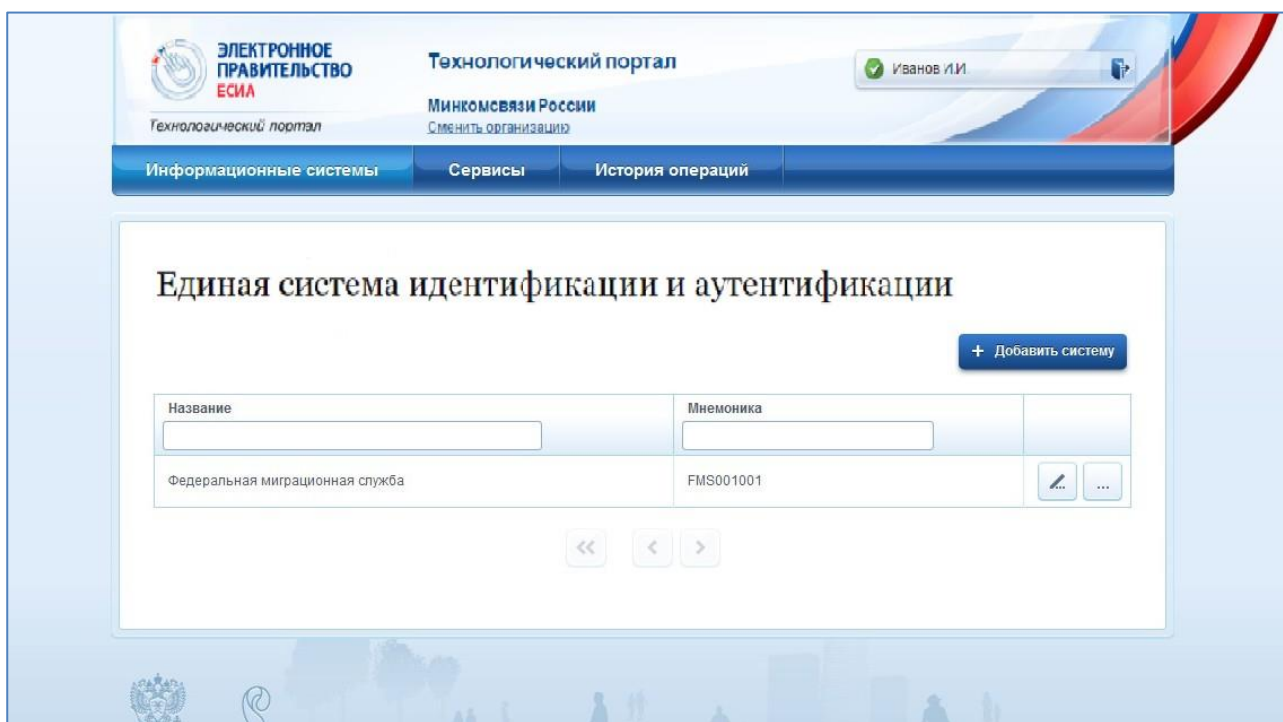 ЭЛЕКТРОННОЕ
ПРАВИТЕЛЬСТВО
ЕСИА
Технологический портал
Технологический портал
Минкомсвязи России
Сменить организацию
Иванов И.И.
Информационные системы
Сервисы
История операций
Единая система идентификации и аутентификации
+ Добавить систему
Название
Мнемоника
Федеральная миграционная служба
FMS001001
...